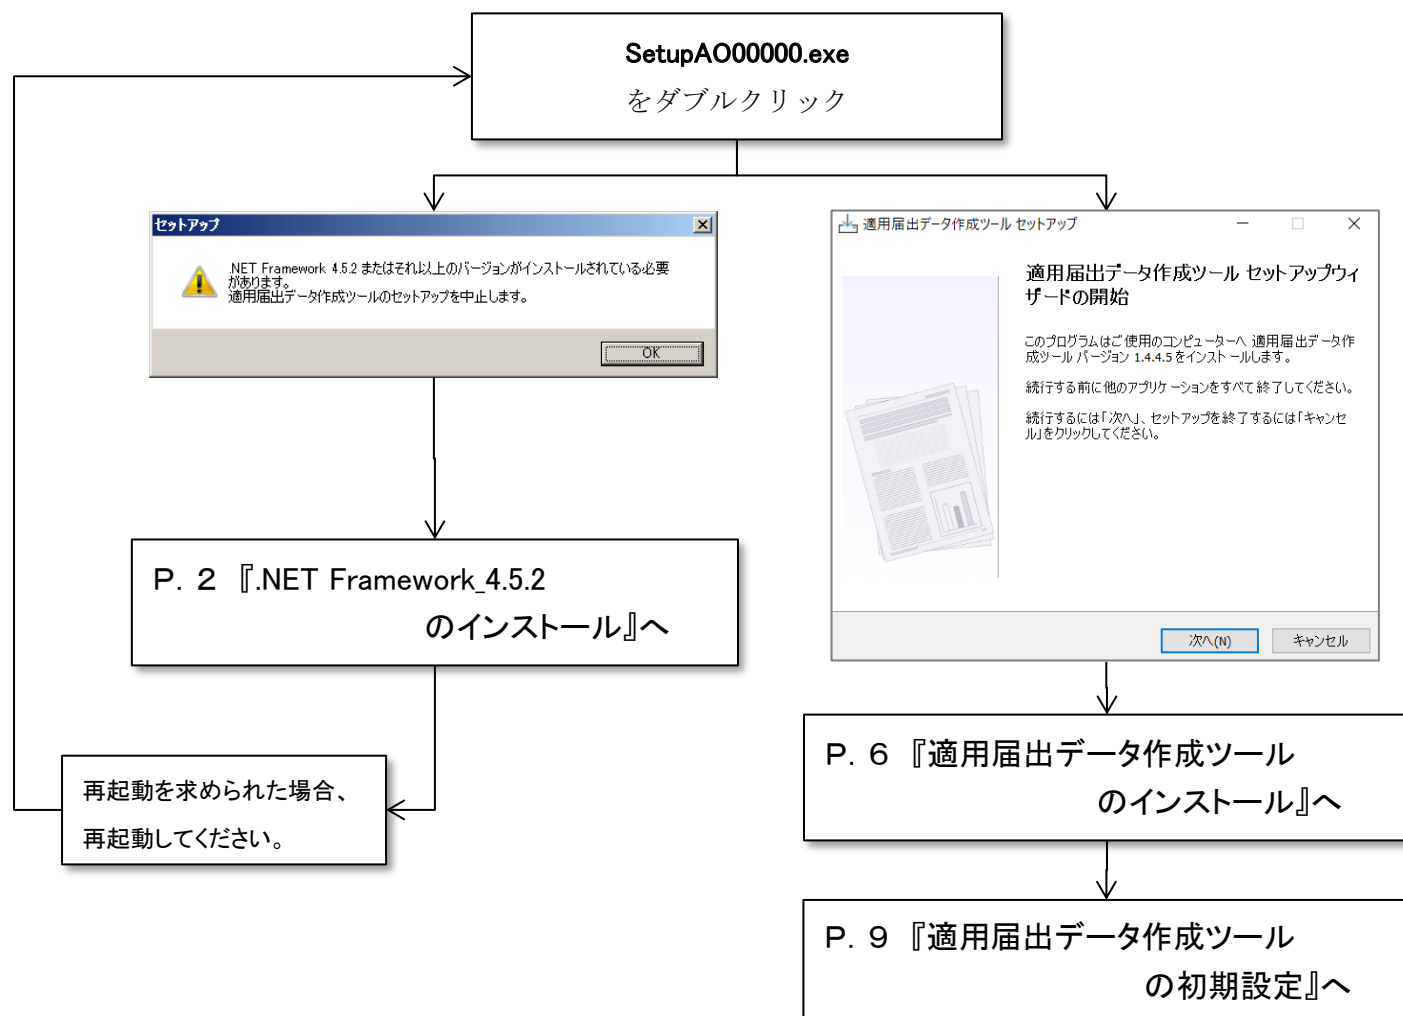 SetupAO00000.exe
をダブルクリック
セットアップ
.NET Framework 4.5.2 またはそれ以上のバージョンがインストールされている必要
があります。
適用届出データ作成ツールのセットアップを中止します。
OK
P. 2 『.NET Framework_4.5.2
のインストール』へ
再起動を求められた場合、
再起動してください。
適用届出データ作成ツール セットアップ
適用届出データ作成ツール セットアップウィ
ザードの開始
このプログラムはご使用のコンピューターへ 適用届出データ作
成ツール バージョン 1.4.4.5 をインストールします。
続行する前に他のアプリケーションをすべて終了してください。
続行するには「次へ」、セットアップを終了するには「キャンセ
ル」をクリックしてください。
次へ(N)
キャンセル
P. 6 『適用届出データ作成ツール
のインストール』へ
P. 9 『適用届出データ作成ツール
の初期設定』へ